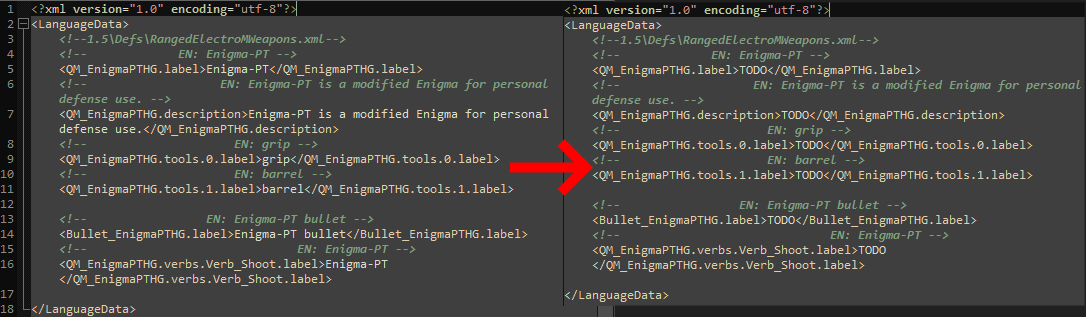 1 <?xml version="1.0" encoding="utf-8"?>
2 <LanguageData>
3 <!--1.5\Defs\RangedElectroMWeapons.xml-->
4 <!-- EN: Enigma-PT -->
5 <QM_EnigmaPTHG.label>Enigma-PT</QM_EnigmaPTHG.label>
6 <!-- EN: Enigma-PT is a modified Enigma for personal
defense use. -->
7 <QM_EnigmaPTHG.description>Enigma-PT is a modified Enigma for personal
defense use.</QM_EnigmaPTHG.description>
8 <!-- EN: grip -->
9 <QM_EnigmaPTHG.tools.0.label>grip</QM_EnigmaPTHG.tools.0.label>
10 <!-- EN: barrel -->
11 <QM_EnigmaPTHG.tools.1.label>barrel</QM_EnigmaPTHG.tools.1.label>
12
13 <!-- EN: Enigma-PT bullet -->
14 <Bullet_EnigmaPTHG.label>Enigma-PT bullet</Bullet_EnigmaPTHG.label>
15 <!-- EN: Enigma-PT -->
16 <QM_EnigmaPTHG.verbs.Verb_Shoot.label>Enigma-PT
</QM_EnigmaPTHG.verbs.Verb_Shoot.label>
17
18 </LanguageData>
<?xml version="1.0" encoding="utf-8"?>
<LanguageData>
<!--1.5\Defs\RangedElectroMWeapons.xml-->
<!-- EN: Enigma-PT -->
<QM_EnigmaPTHG.label>TODO</QM_EnigmaPTHG.label>
<!-- EN: Enigma-PT is a modified Enigma for personal
defense use. -->
<QM_EnigmaPTHG.description>TODO</QM_EnigmaPTHG.description>
<!-- EN: grip -->
<QM_EnigmaPTHG.tools.0.label>TODO</QM_EnigmaPTHG.tools.0.label>
<!-- EN: barrel -->
<QM_EnigmaPTHG.tools.1.label>TODO</QM_EnigmaPTHG.tools.1.label>
<!-- EN: Enigma-PT bullet -->
<Bullet_EnigmaPTHG.label>TODO</Bullet_EnigmaPTHG.label>
<!-- EN: Enigma-PT -->
<QM_EnigmaPTHG.verbs.Verb_Shoot.label>TODO
</QM_EnigmaPTHG.verbs.Verb_Shoot.label>
</LanguageData>